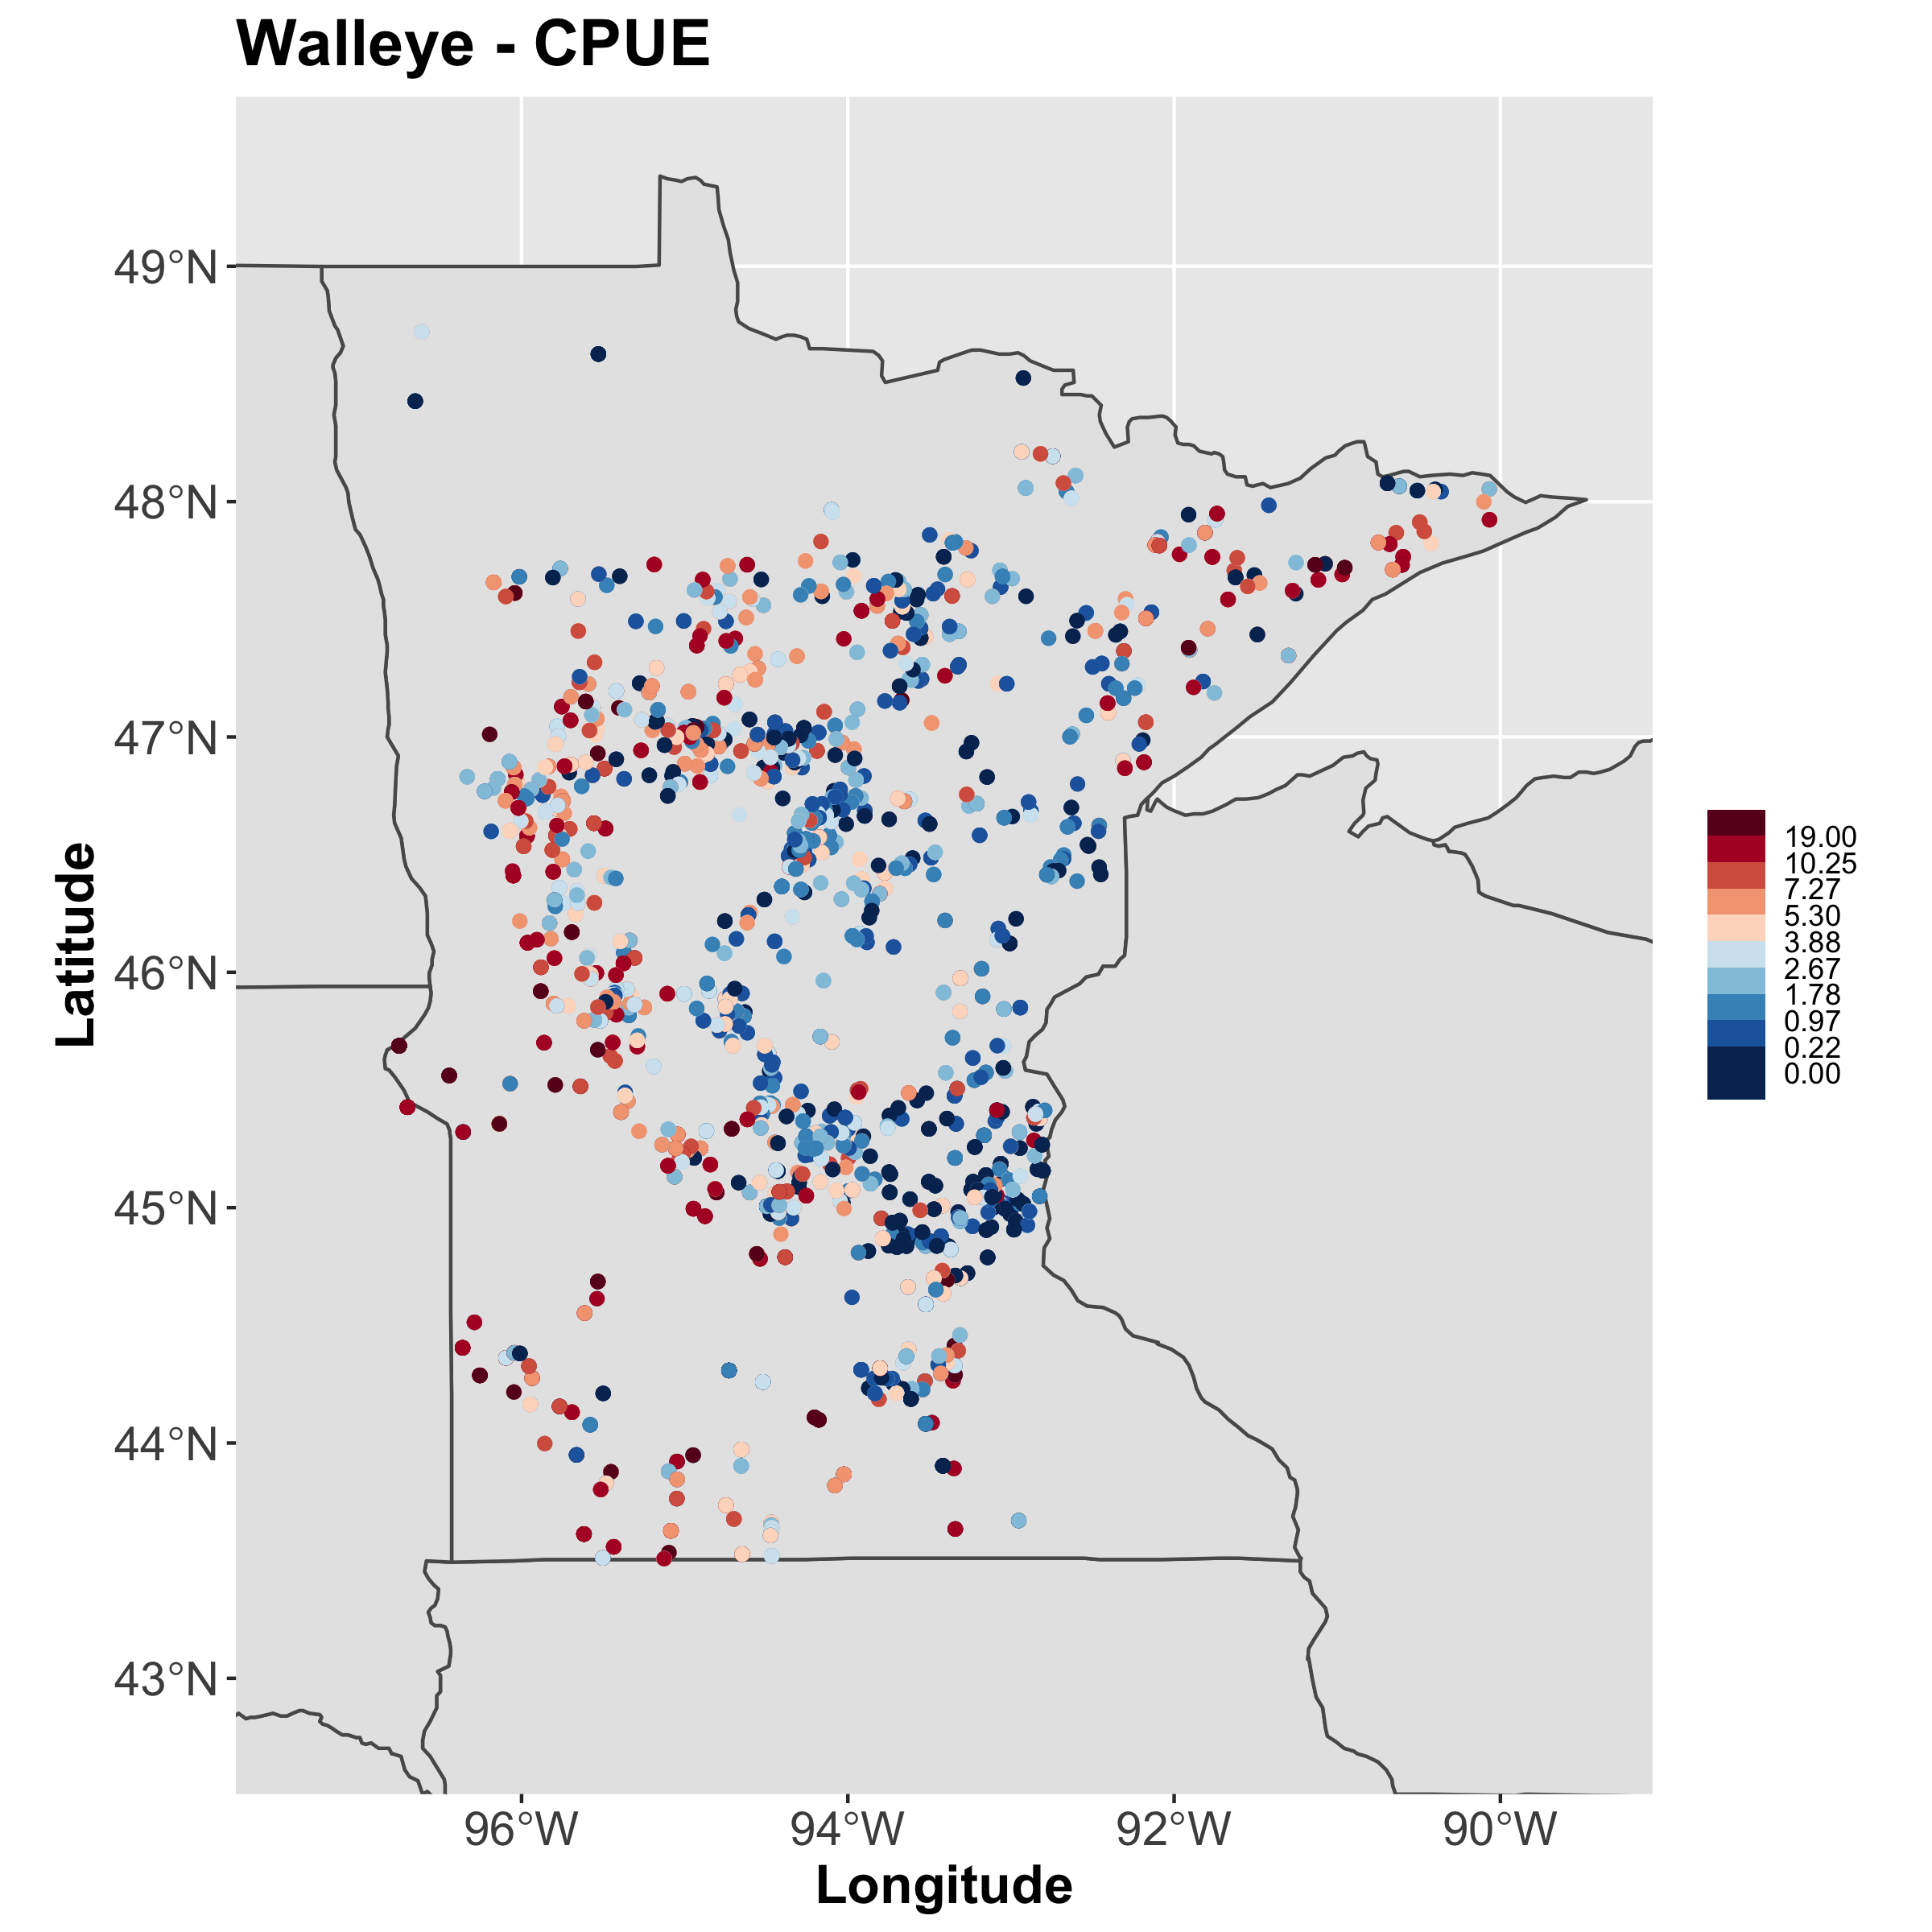 Walleye - CPUE
49°N
48°N
47°N
46°N
45°N
44°N
43°N
Latitude
96°W
94°W
92°W
90°W
Longitude
19.00
10.25
7.27
5.30
3.88
2.67
1.78
0.97
0.22
0.00